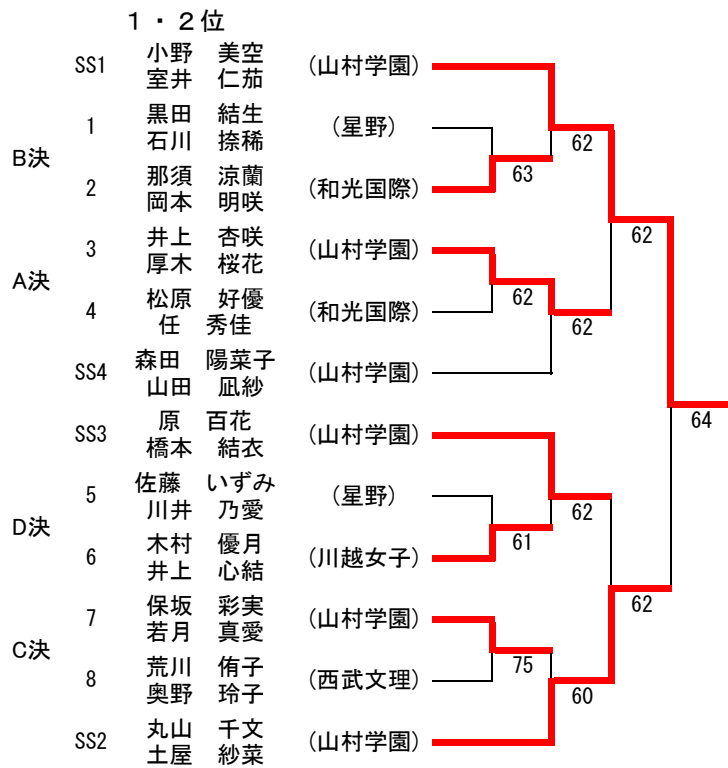 1・2位
SS1 小野 美空 (山村学園)
室井 仁茄
1 黒田 結生 (星野)
石川 捺稀
B決
63
62
2 那須 涼蘭 (和光国際)
岡本 明咲
3 井上 杏咲 (山村学園)
厚木 桜花
A決
62
62
62
4 松原 好優 (和光国際)
任 秀佳
SS4 森田 陽菜子 (山村学園)
山田 凪紗
64
SS3 原 百花 (山村学園)
橋本 結衣
5 佐藤 いずみ (星野)
川井 乃愛
D決
61
62
6 木村 優月 (川越女子)
井上 心結
7 保坂 彩実 (山村学園)
若月 真愛
C決
75
60
62
8 荒川 侑子 (西武文理)
奥野 玲子
SS2 丸山 千文 (山村学園)
土屋 紗菜